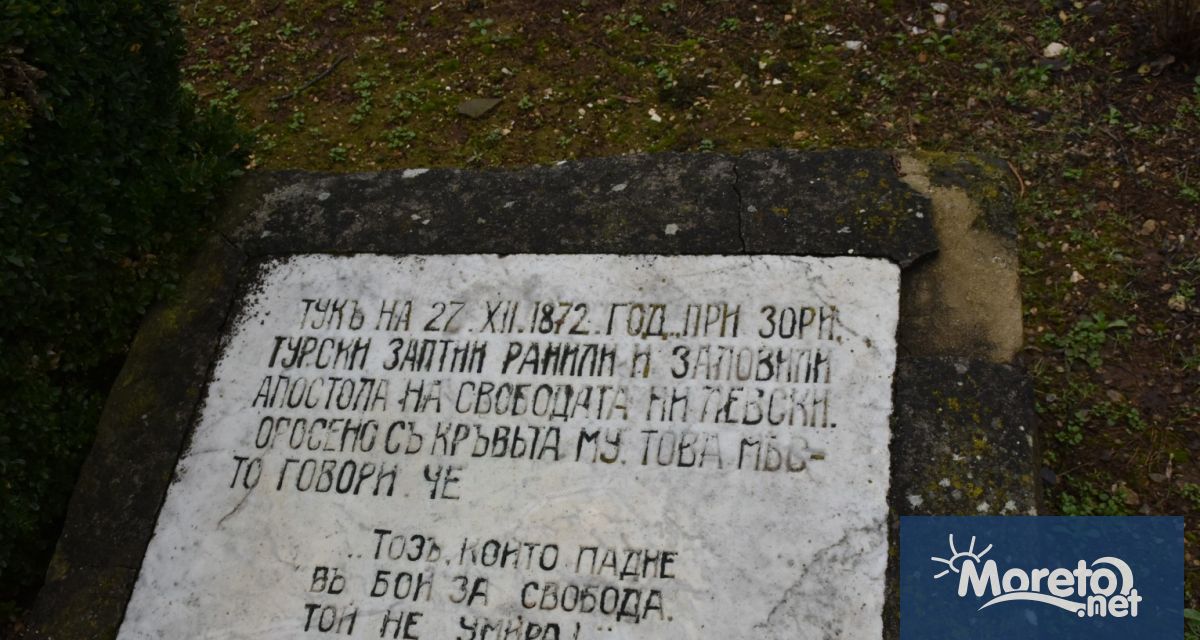 ТУКЪ НА 27.XII.1872.ГОД.ПРИ ЗОРИ.
ТУРСКИ ЗАПТИИ РАНИЛИ И ЗАЛОВИЛИ
АПОСТОЛА НА СВОБОДАТА НИ ЛЕВСКИ.
ОРОСЕНО СЪ КРЪВЬТА МУ. ТОВА МѢС-
ТО ГОВОРИ ЧЕ
„ТОЗЪ, КОЙТО ПАДНЕ
ВЪ БОЙ ЗА СВОБОДА.
ТОЙ НЕ УМИРА!"
Moreto
.net